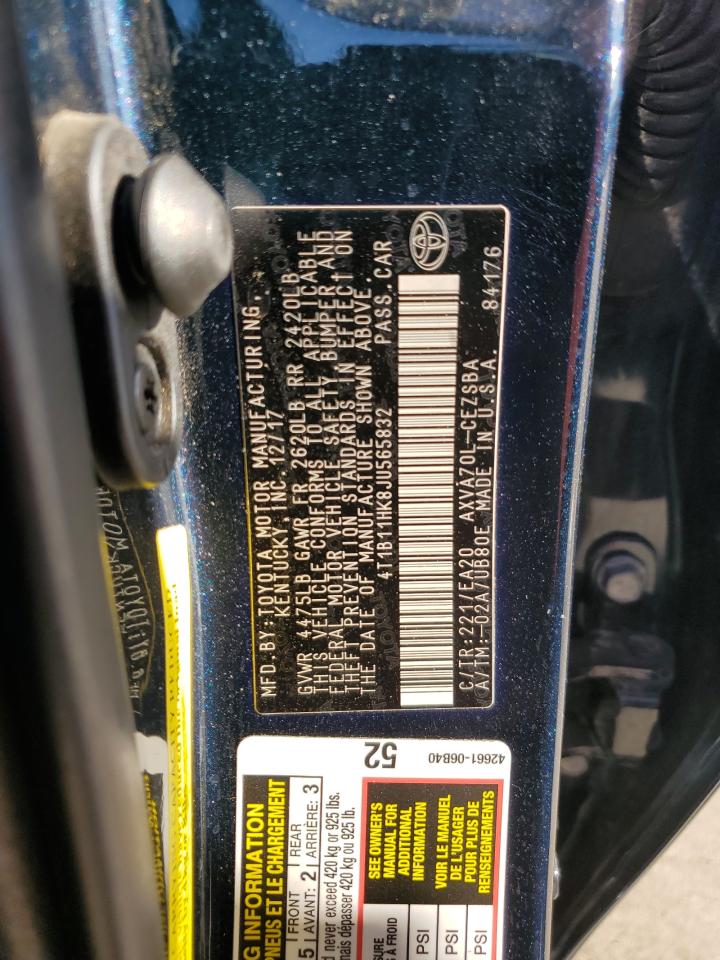 MFD. BY: TOYOTA MOTOR MANUFACTURING,
KENTUCKY, INC. 12/17
GVWR 4475LB GAWR FR 2620LB RR 2420LB
THIS VEHICLE CONFORMS TO ALL APPLICABLE
FEDERAL MOTOR VEHICLE SAFETY, BUMPER AND
THEFT PREVENTION STANDARDS IN EFFECT ON
THE DATE OF MANUFACTURE SHOWN ABOVE.
4T1B11HK8JU565832 PASS. CAR
C/TR:221/EA20 AXVA70L-CEZSBA
A/TM:-02A/UB80E MADE IN U.S.A. 84176
NG INFORMATION
PNEUS ET LE CHARGEMENT
5 FRONT 2 REAR 3
AVANT: ARRIÈRE:
d never exceed 420 kg or 925 lbs.
mais dépasser 420 kg ou 925 lb.
SEE OWNER'S
MANUAL FOR
ADDITIONAL
INFORMATION
VOIR LE MANUEL
DE L'USAGER
POUR PLUS DE
RENSEIGNEMENTS
SURE
À FROID
PSI
PSI
PSI
52
42661-06B40